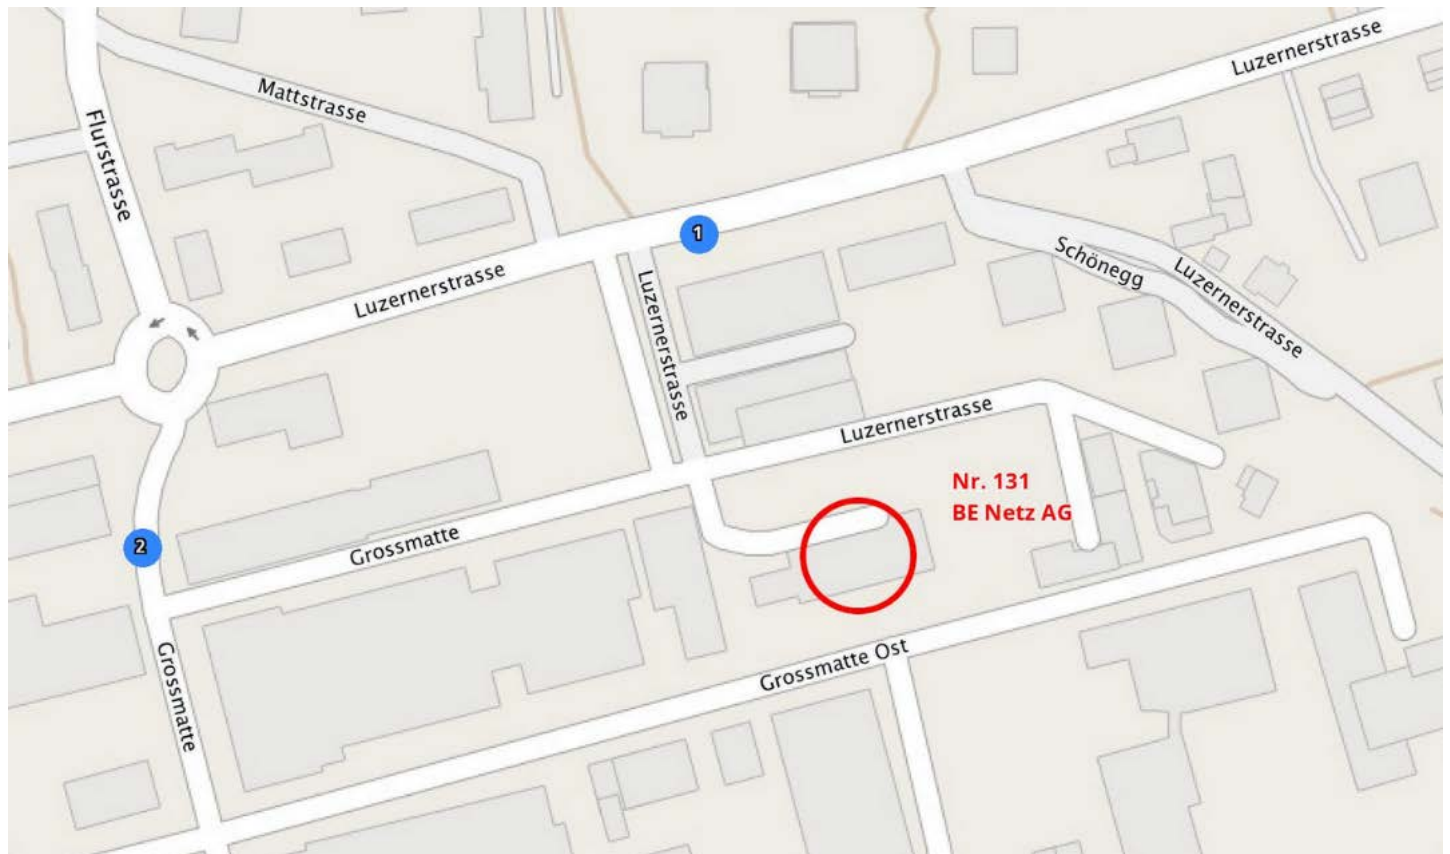 Luzernerstrasse
Mattstrasse
Flurstrasse
1
Schönegg
Luzernerstrasse
Luzernerstrasse
Luzernerstrasse
Luzernerstrasse
Nr. 131
BE Netz AG
2
Grossmatte
Grossmatte Ost
Grossmatte